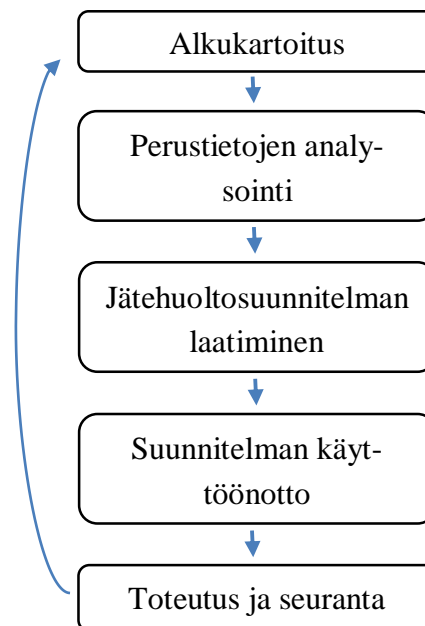 Alkukartoitus
Perustietojen analy-
sointi
Jätehuoltosuunnitelman
laatiminen
Suunnitelman käyt-
töönotto
Toteutus ja seuranta